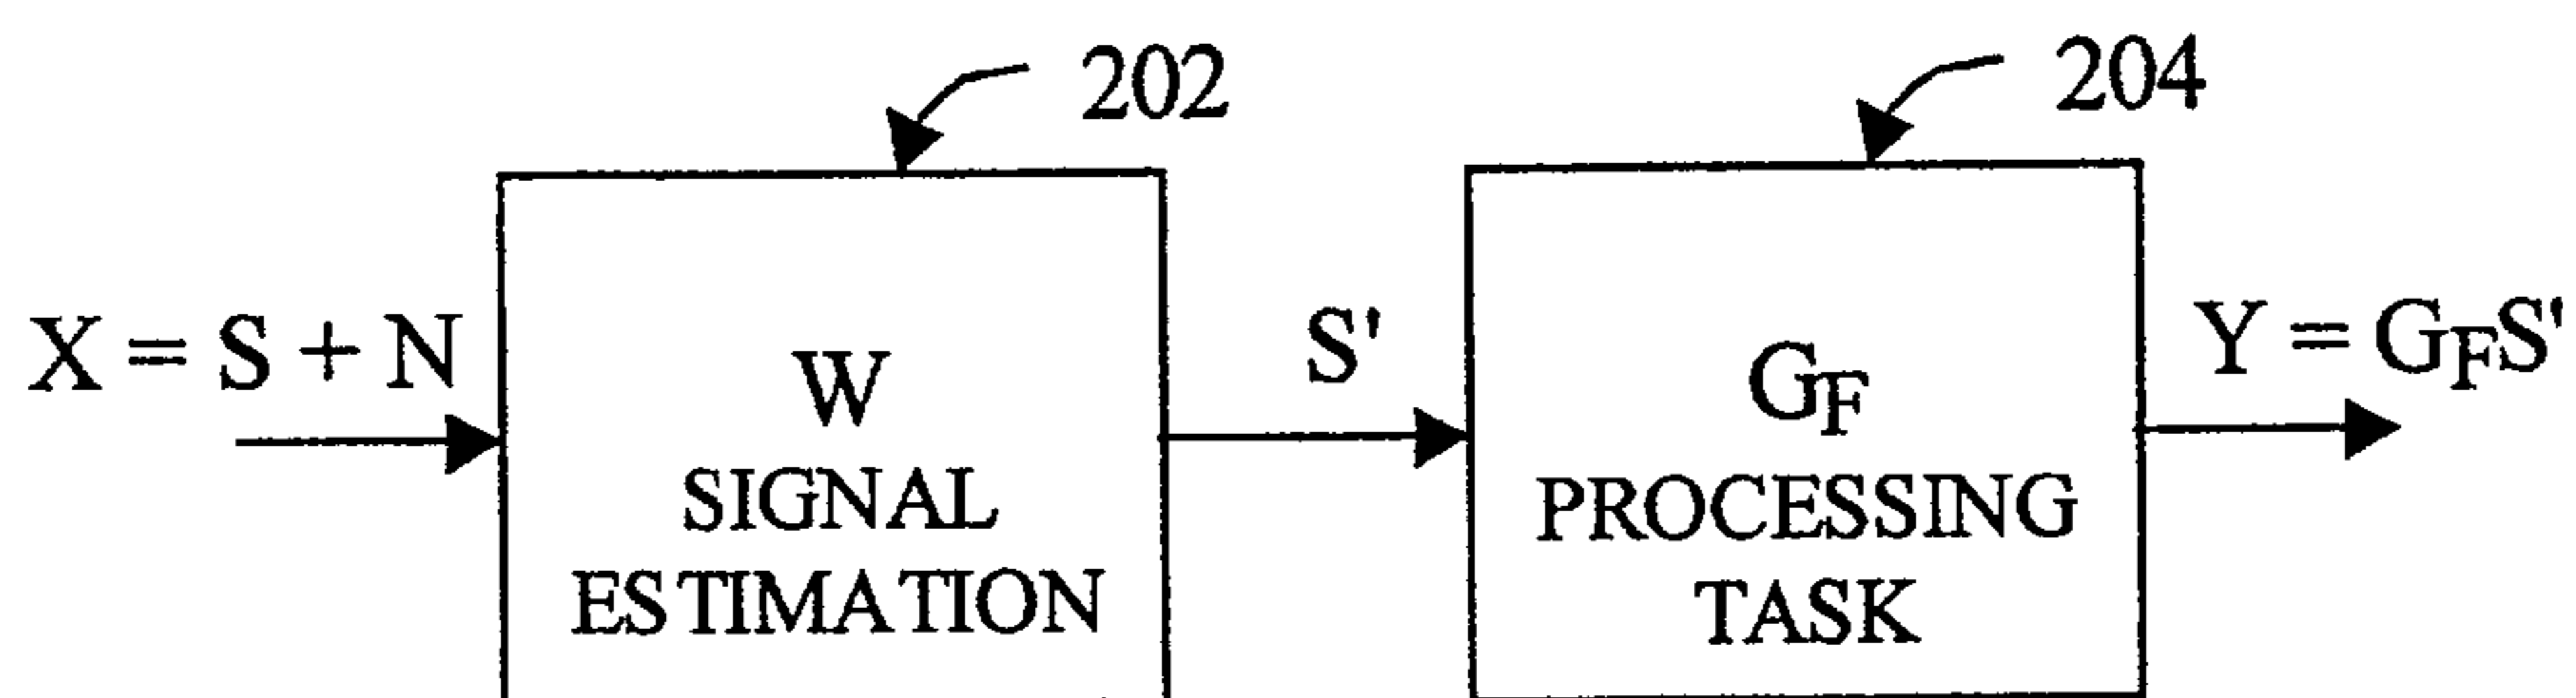 202
204
X = S + N
W
SIGNAL
ESTIMATION
S'
GF
PROCESSING
TASK
Y = GFS'